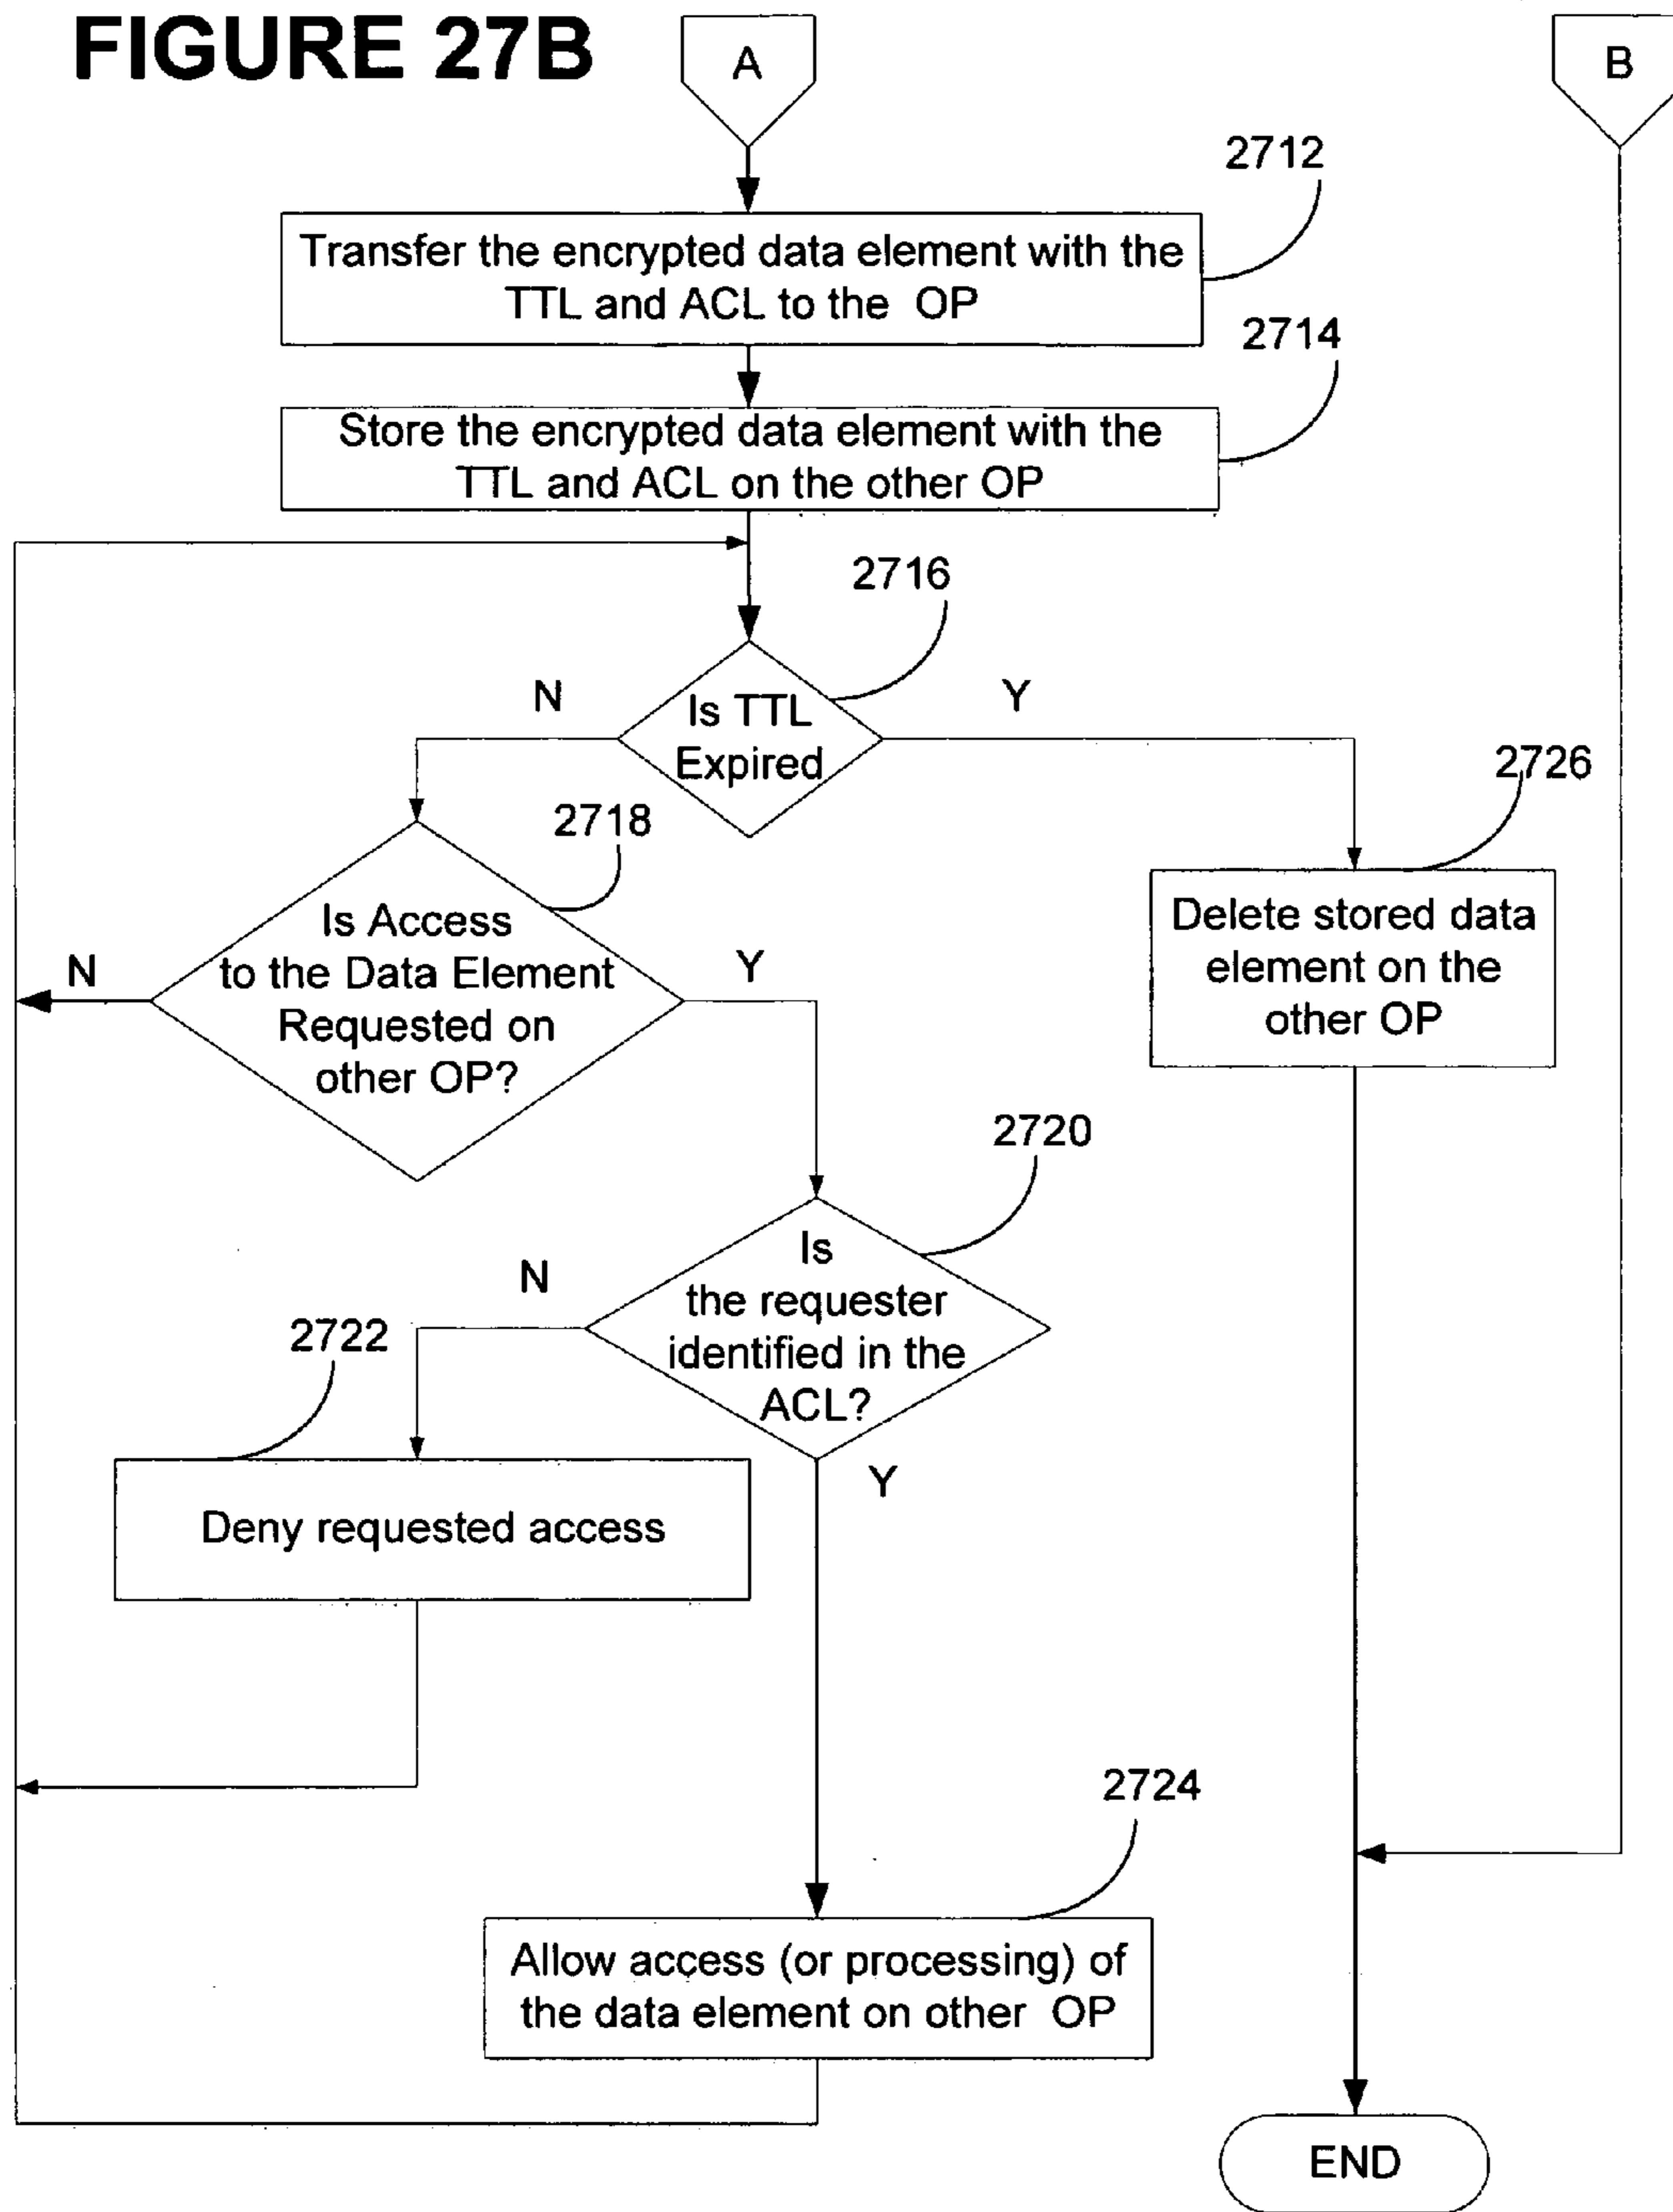 FIGURE 27B
A
B
2712
Transfer the encrypted data element with the
TTL and ACL to the OP
2714
Store the encrypted data element with the
TTL and ACL on the other OP
2716
N
Y
Is TTL
Expired
2726
2718
Is Access
to the Data Element
Requested on
other OP?
N
Y
Delete stored data
element on the
other OP
2720
Is
the requester
identified in the
ACL?
N
2722
Y
Deny requested access
2724
Allow access (or processing) of
the data element on other OP
END